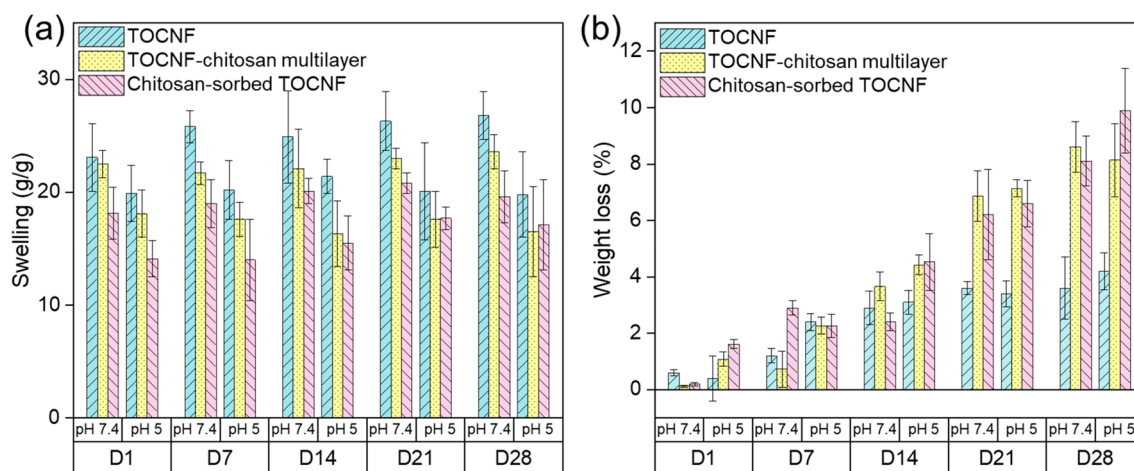 (a)
TOCNF
TOCNF-chitosan multilayer
Chitosan-sorbed TOCNF
Swelling (g/g)
30
20
10
0
pH 7.4 pH 5 pH 7.4 pH 5 pH 7.4 pH 5 pH 7.4 pH 5 pH 7.4 pH 5
D1 D7 D14 D21 D28
(b)
TOCNF
TOCNF-chitosan multilayer
Chitosan-sorbed TOCNF
Weight loss (%)
12
10
8
6
4
2
0
pH 7.4 pH 5 pH 7.4 pH 5 pH 7.4 pH 5 pH 7.4 pH 5 pH 7.4 pH 5
D1 D7 D14 D21 D28